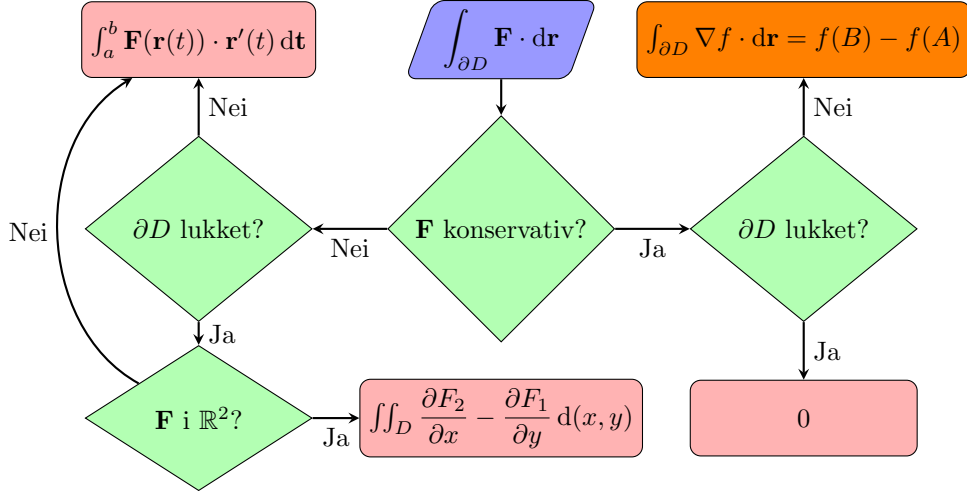 ∫_a^b F(r(t)) · r′(t) dt
∫_{∂D} F · dr
∫_{∂D} ∇f · dr = f(B) − f(A)
Nei
Nei
Nei
∂D lukket?
Nei
F konservativ?
Ja
∂D lukket?
Ja
Ja
F i ℝ²?
Ja
∬_D ∂F₂/∂x − ∂F₁/∂y d(x, y)
0